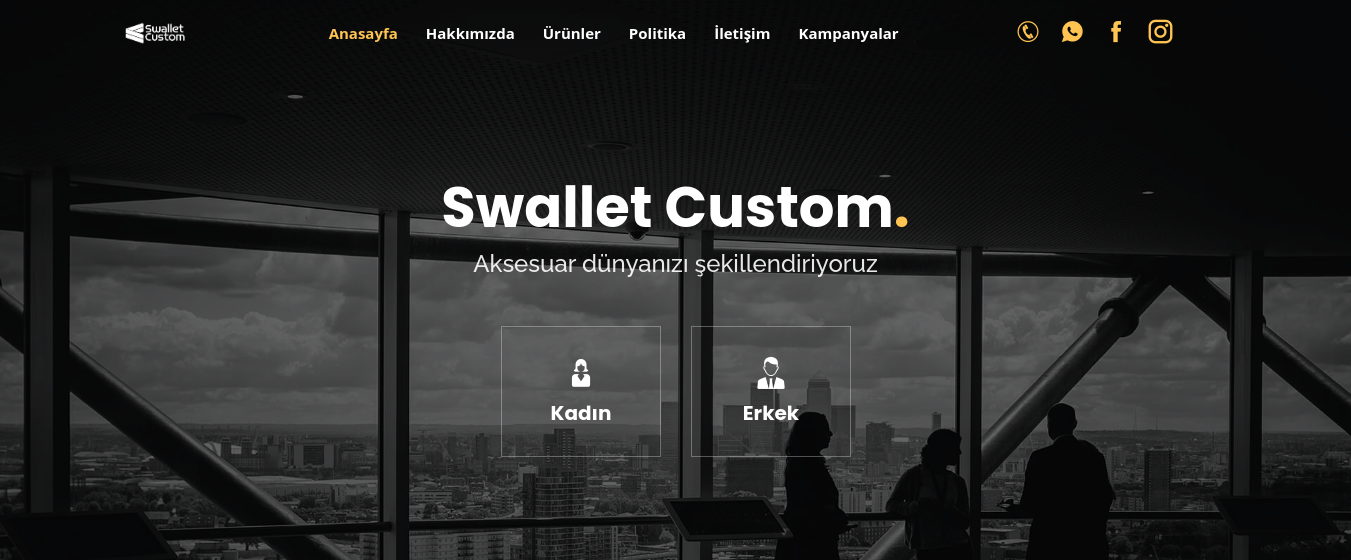 Swallet
Custom
Anasayfa Hakkımızda Ürünler Politika İletişim Kampanyalar
Swallet Custom.
Aksesuar dünyanızı şekillendiriyoruz
Kadın Erkek